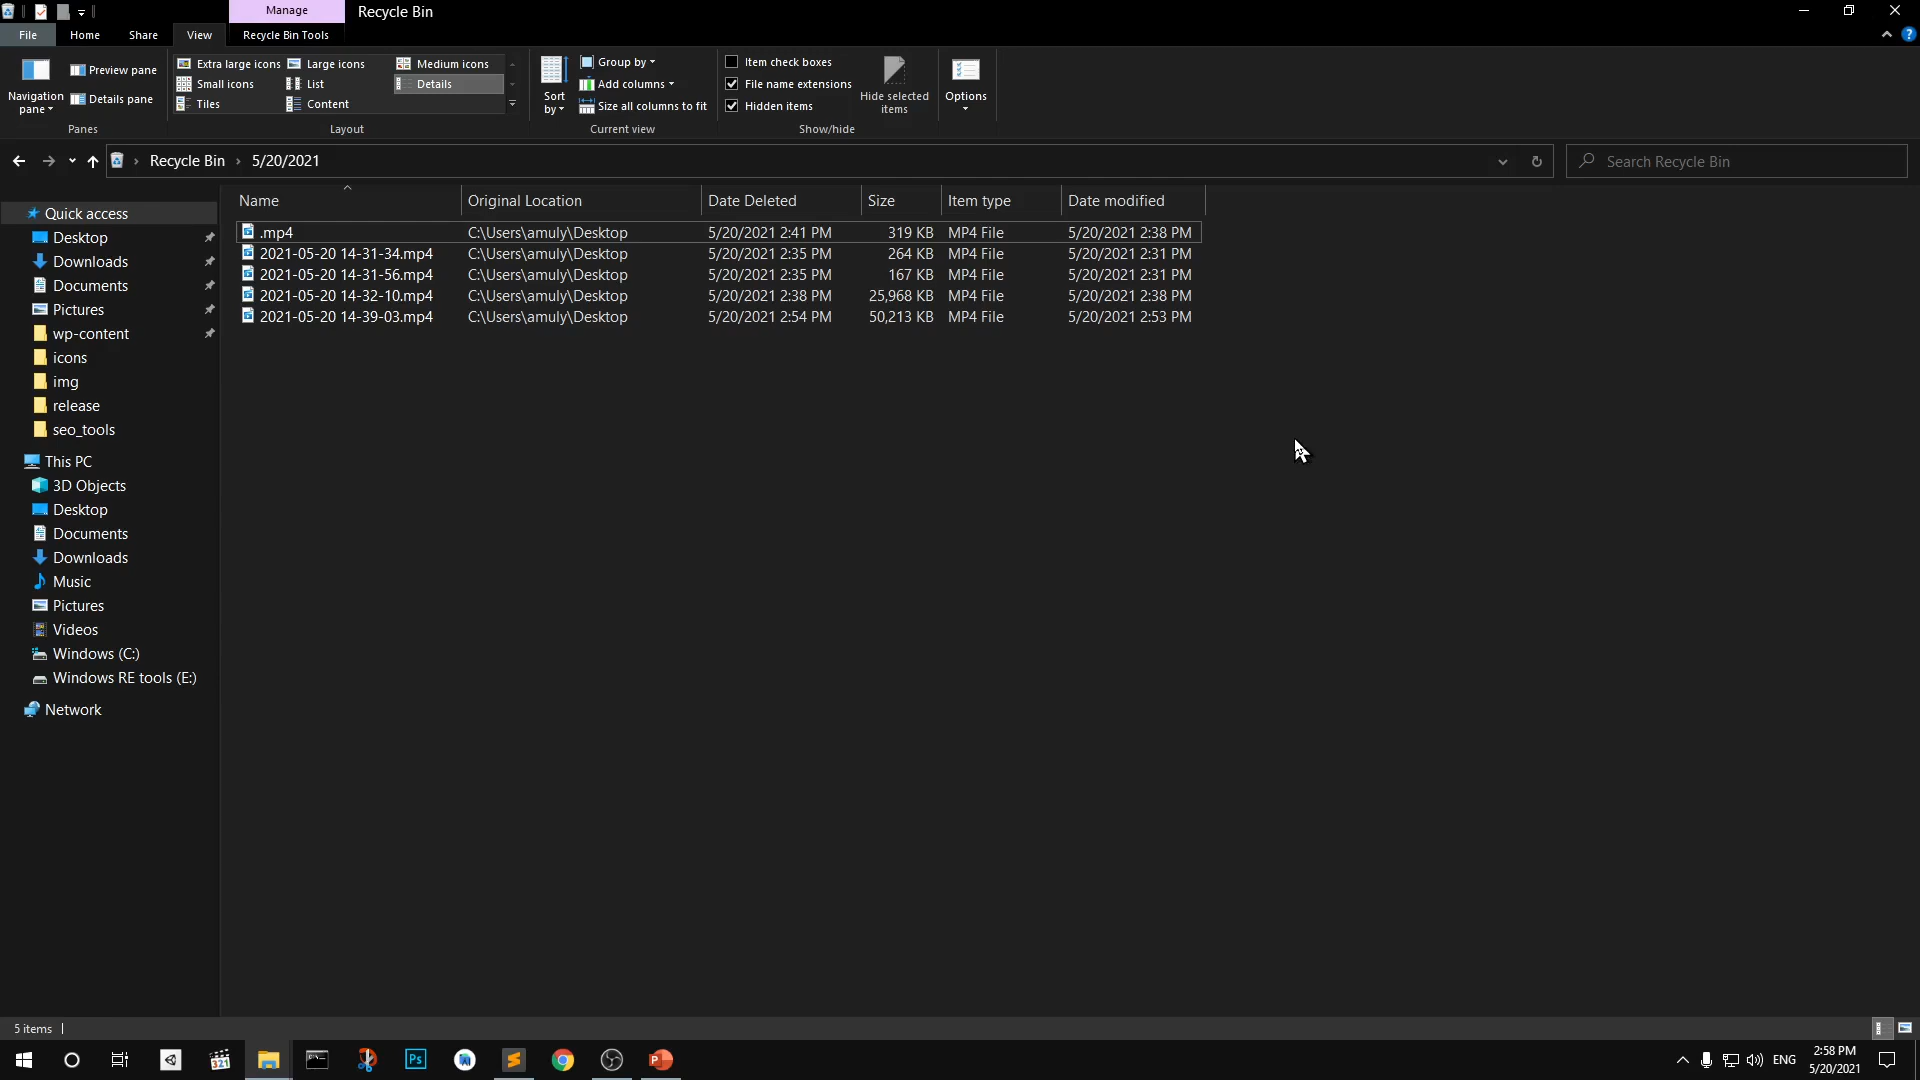 Manage
Recycle Bin
File
Home
Share
View
Recycle Bin Tools
Navigation pane
Preview pane
Details pane
Panes
Extra large icons
Large icons
Medium icons
Small icons
List
Details
Tiles
Content
Layout
Sort by
Group by
Add columns
Size all columns to fit
Current view
Item check boxes
File name extensions
Hidden items
Hide selected items
Show/hide
Options
Recycle Bin › 5/20/2021
Search Recycle Bin
Name Original Location Date Deleted Size Item type Date modified
.mp4 C:\Users\amuly\Desktop 5/20/2021 2:41 PM 319 KB MP4 File 5/20/2021 2:38 PM
2021-05-20 14-31-34.mp4 C:\Users\amuly\Desktop 5/20/2021 2:35 PM 264 KB MP4 File 5/20/2021 2:31 PM
2021-05-20 14-31-56.mp4 C:\Users\amuly\Desktop 5/20/2021 2:35 PM 167 KB MP4 File 5/20/2021 2:31 PM
2021-05-20 14-32-10.mp4 C:\Users\amuly\Desktop 5/20/2021 2:38 PM 25,968 KB MP4 File 5/20/2021 2:38 PM
2021-05-20 14-39-03.mp4 C:\Users\amuly\Desktop 5/20/2021 2:54 PM 50,213 KB MP4 File 5/20/2021 2:53 PM
Quick access
Desktop
Downloads
Documents
Pictures
wp-content
icons
img
release
seo_tools
This PC
3D Objects
Desktop
Documents
Downloads
Music
Pictures
Videos
Windows (C:)
Windows RE tools (E:)
Network
5 items
321
Ps
P
ENG
2:58 PM
5/20/2021